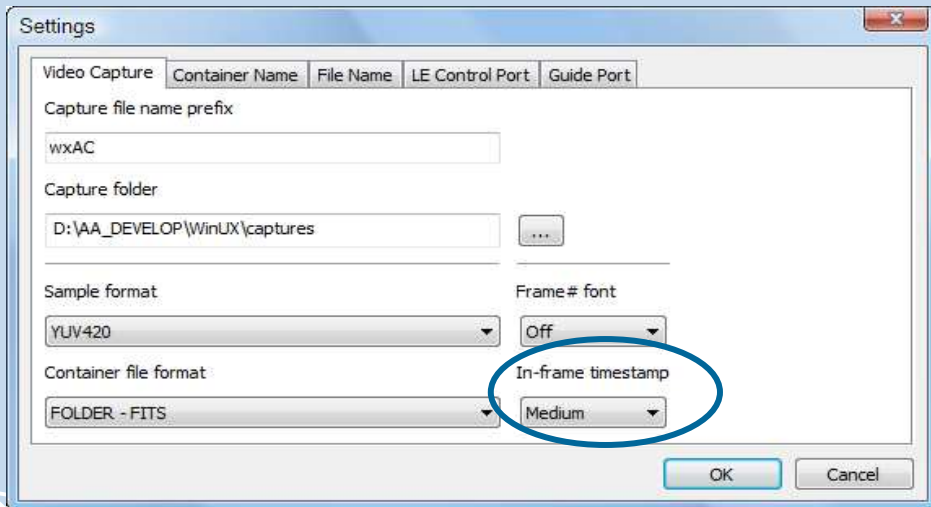 Settings
Video Capture Container Name File Name LE Control Port Guide Port
Capture file name prefix
wxAC
Capture folder
D:\AA_DEVELOP\WinUX\captures ...
Sample format Frame# font
YUV420 Off
Container file format In-frame timestamp
FOLDER - FITS Medium
OK Cancel